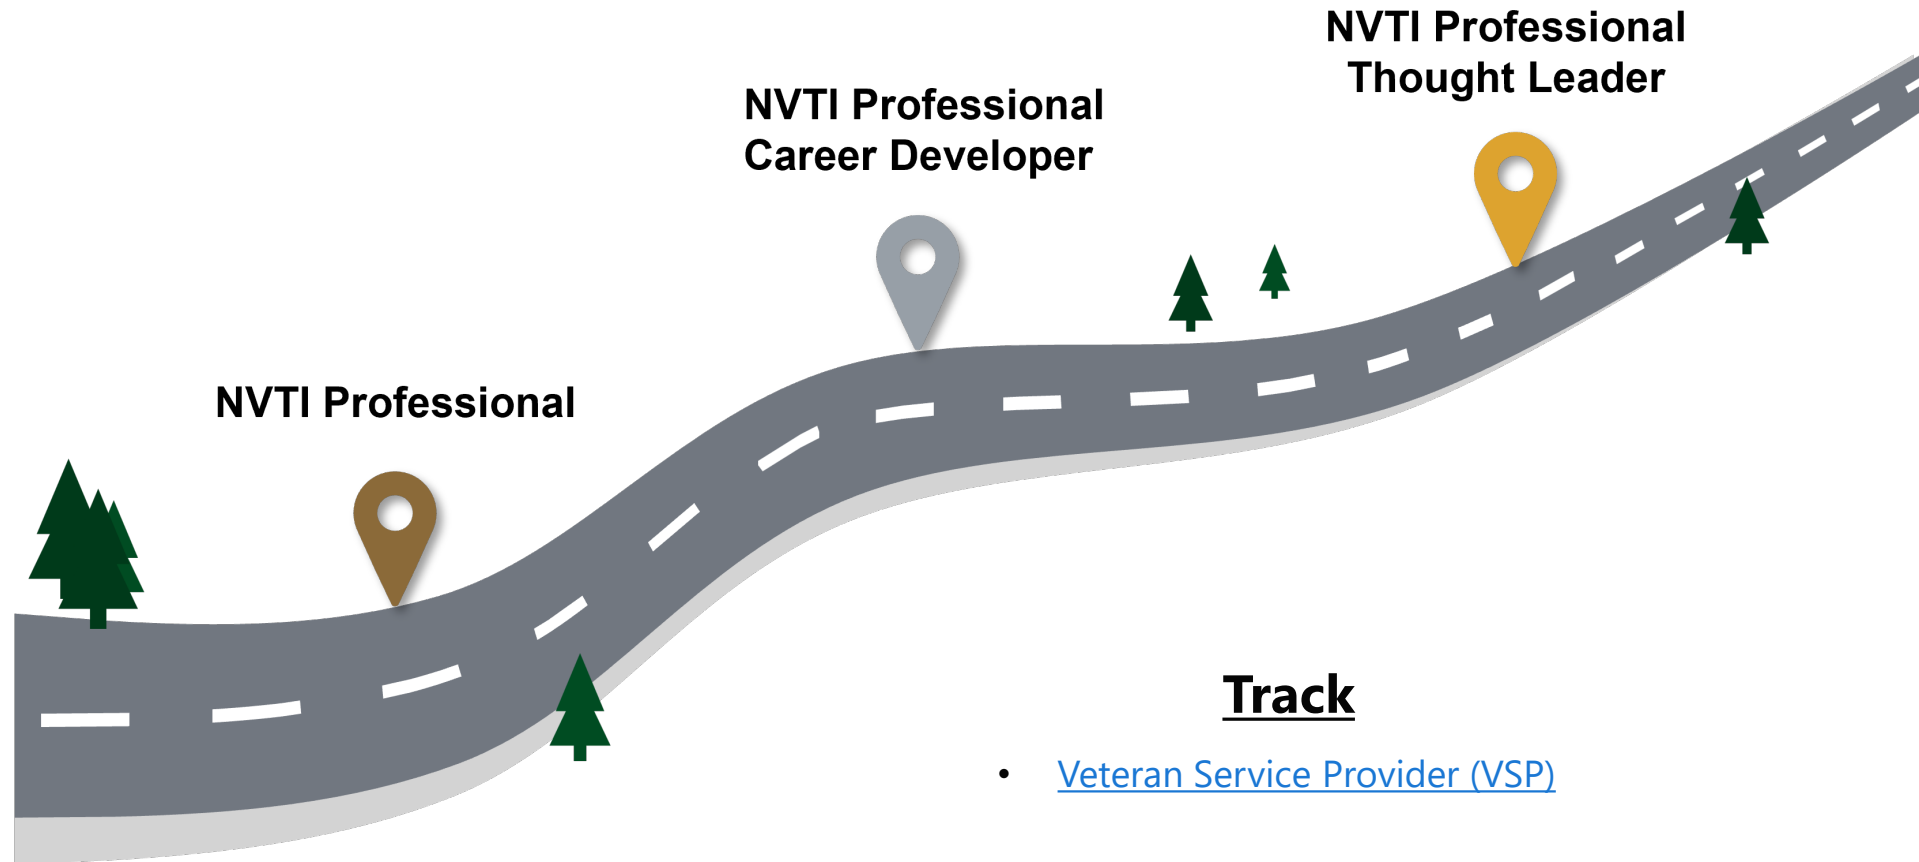 NVTI Professional
Thought Leader
NVTI Professional
Career Developer
NVTI Professional
Track
• Veteran Service Provider (VSP)